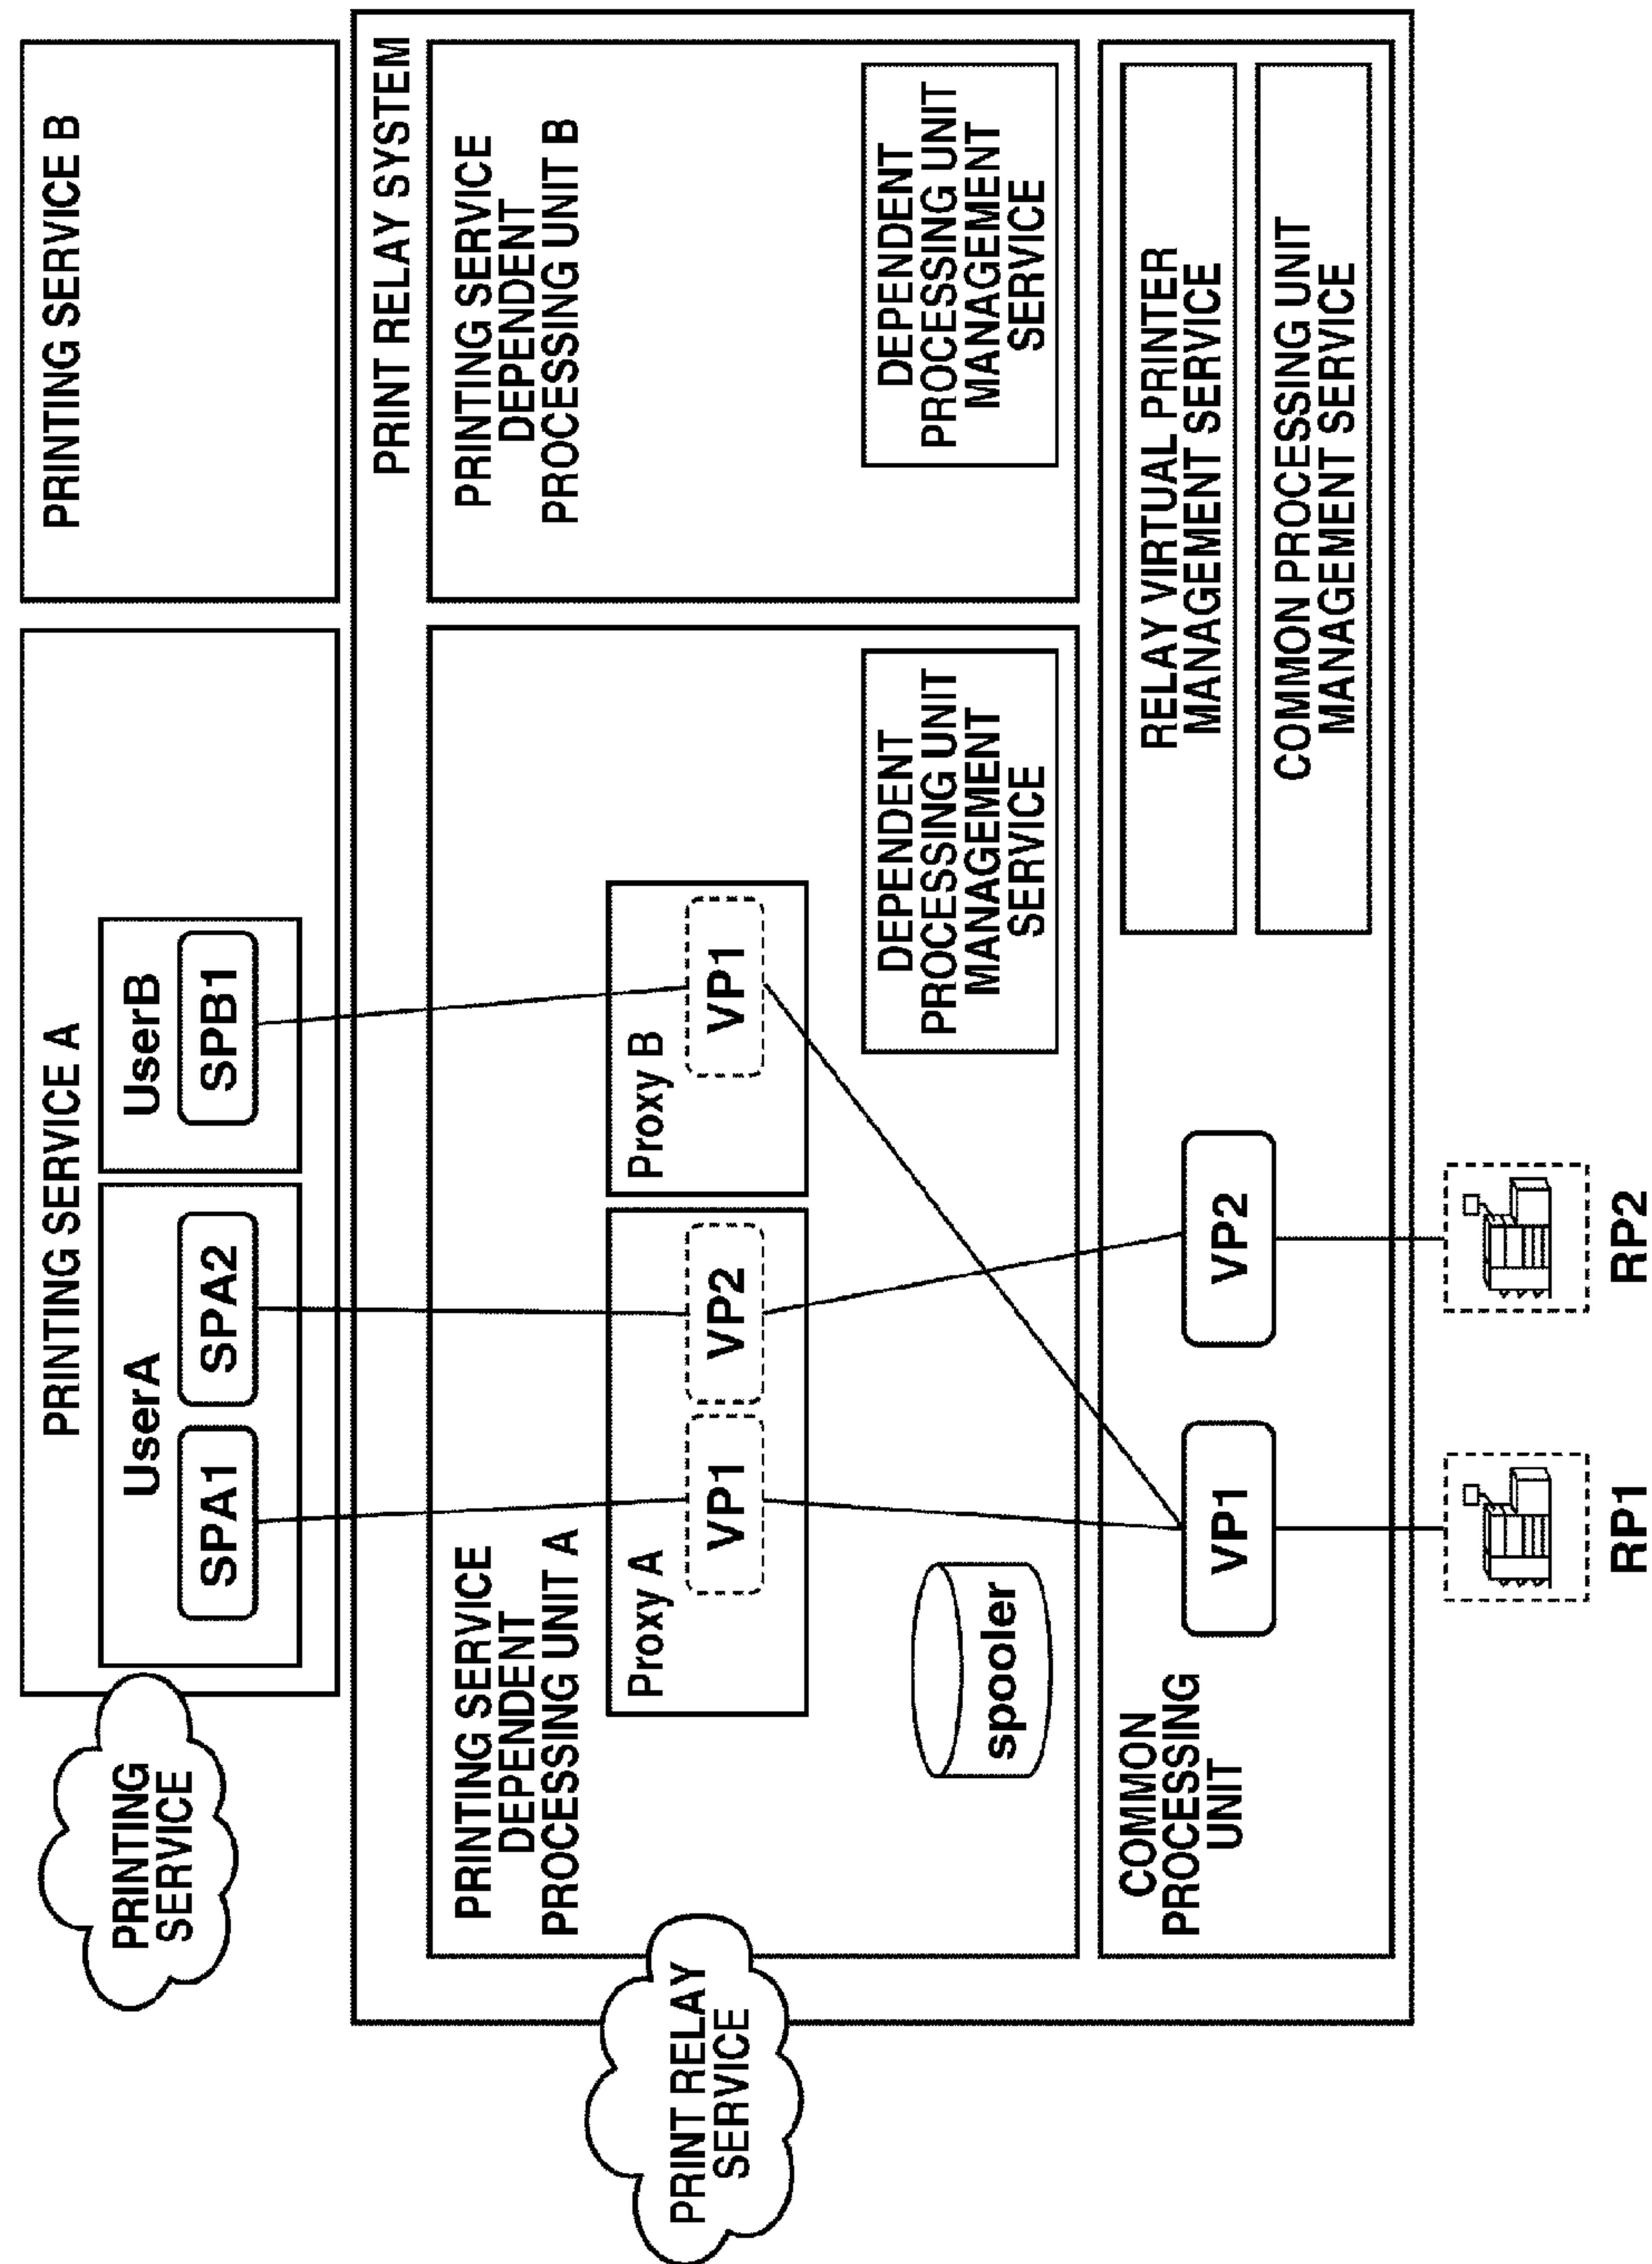 PRINTING
SERVICE
PRINTING SERVICE A
UserA
SPA1
SPA2
UserB
SPB1
PRINTING SERVICE B
PRINT RELAY
SERVICE
PRINT RELAY SYSTEM
PRINTING SERVICE
DEPENDENT
PROCESSING UNIT A
Proxy A
VP1
VP2
Proxy B
VP1
spooler
DEPENDENT
PROCESSING UNIT
MANAGEMENT
SERVICE
PRINTING SERVICE
DEPENDENT
PROCESSING UNIT B
DEPENDENT
PROCESSING UNIT
MANAGEMENT
SERVICE
COMMON
PROCESSING
UNIT
VP1
VP2
RELAY VIRTUAL PRINTER
MANAGEMENT SERVICE
COMMON PROCESSING UNIT
MANAGEMENT SERVICE
RP1
RP2